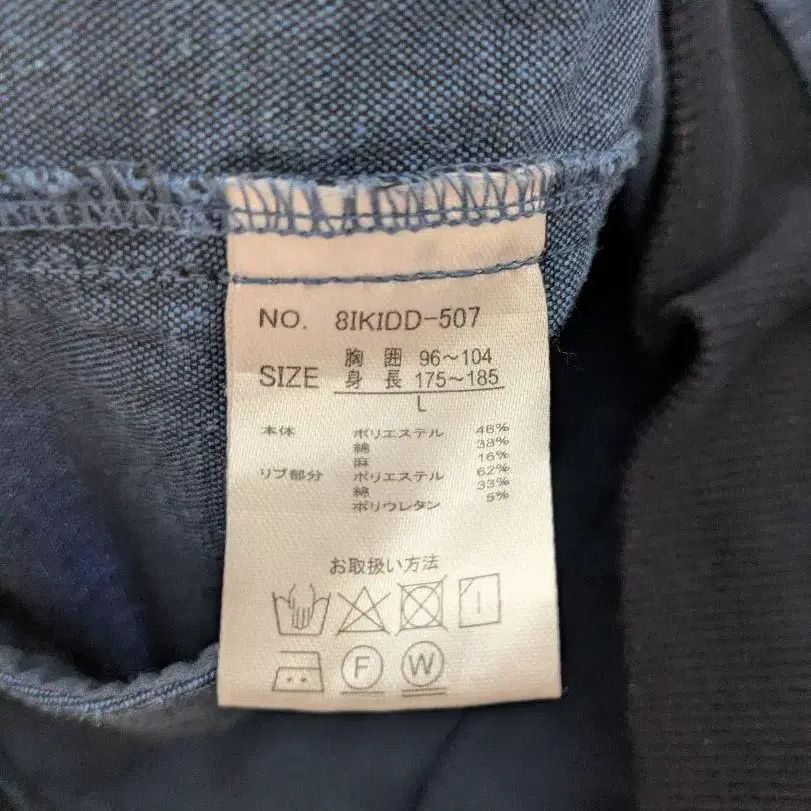 NO. 8IKIDD-507
SIZE 胸囲 96～104
身長 175～185
L
本体 ポリエステル 46%
綿 38%
麻 16%
リブ部分 ポリエステル 62%
綿 33%
ポリウレタン 5%
お取扱い方法
F W